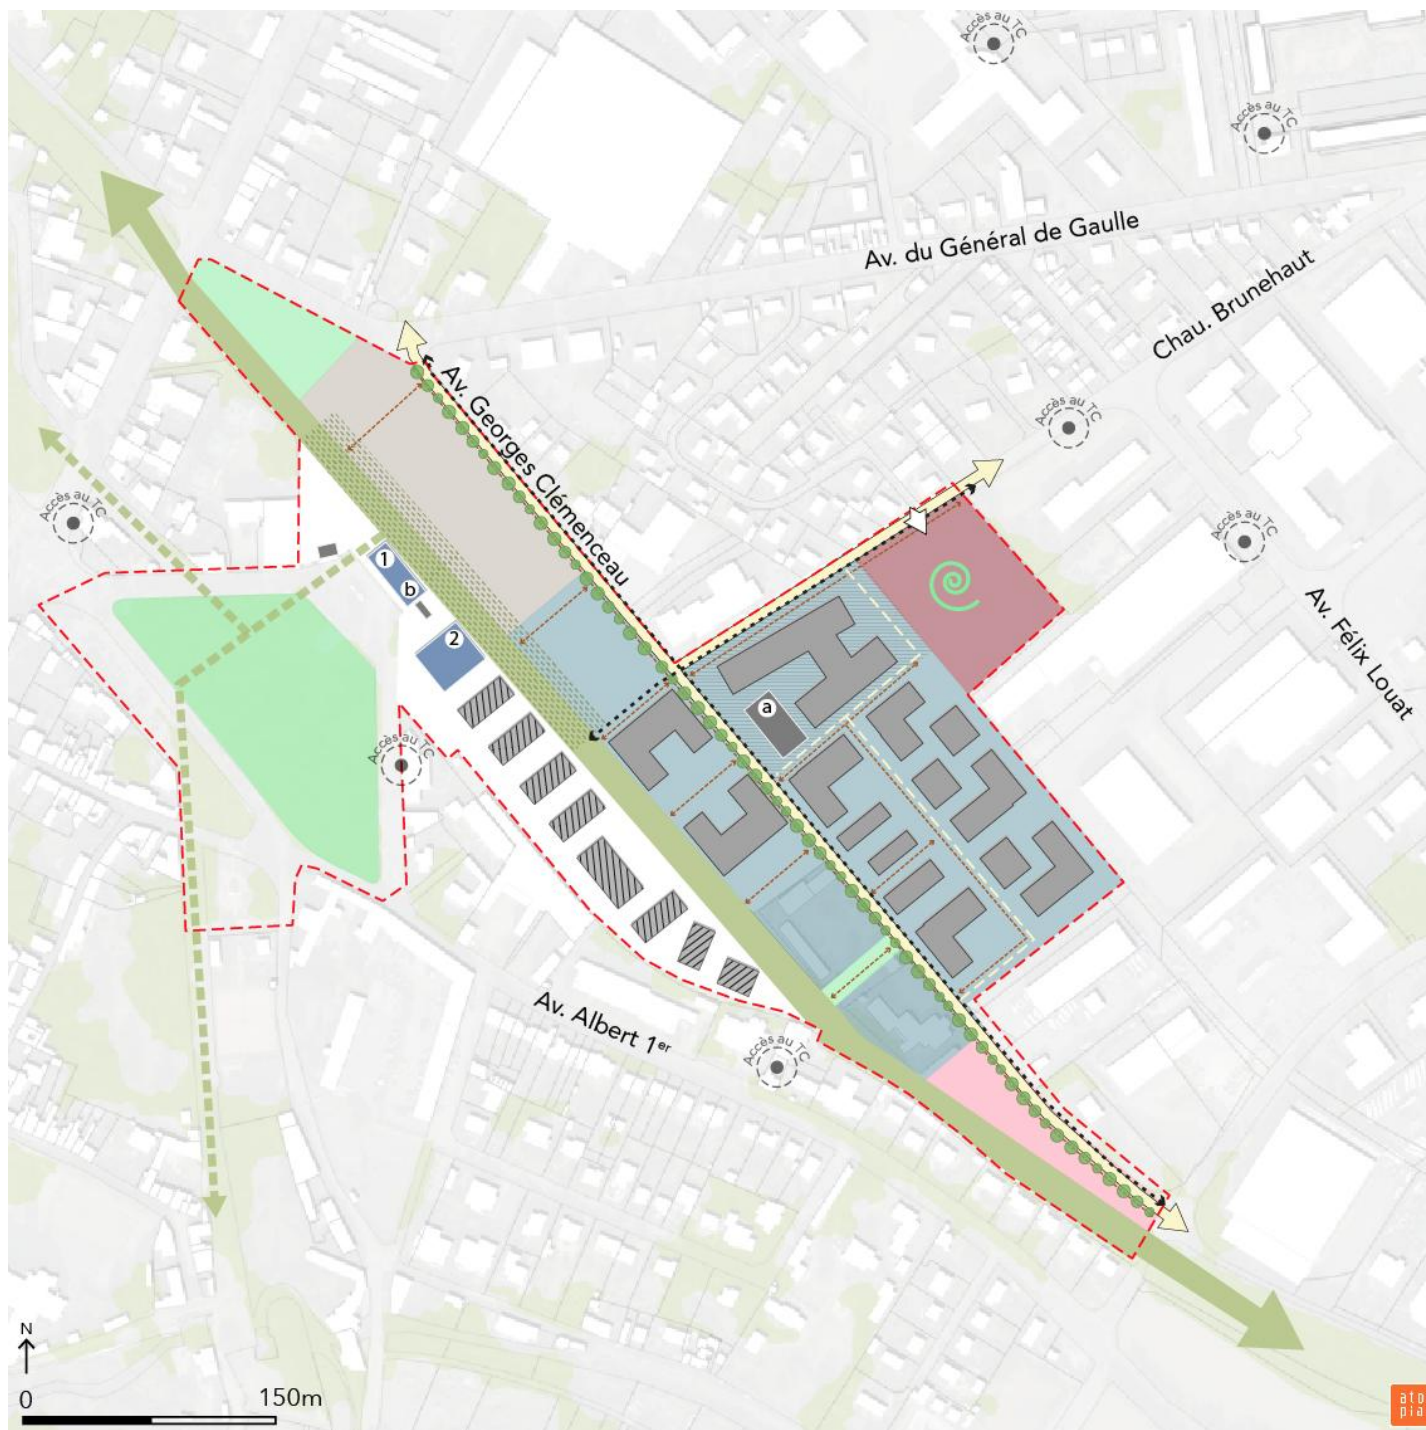 Accès au TC
Accès au TC
Av. du Général de Gaulle
Chau. Brunehaut
Av. Georges Clémenceau
Accès au TC
Accès au TC
Accès au TC
1
b
2
Av. Félix Louat
a
Accès au TC
Av. Albert 1er
Accès au TC
N
0
150m
ato
pia